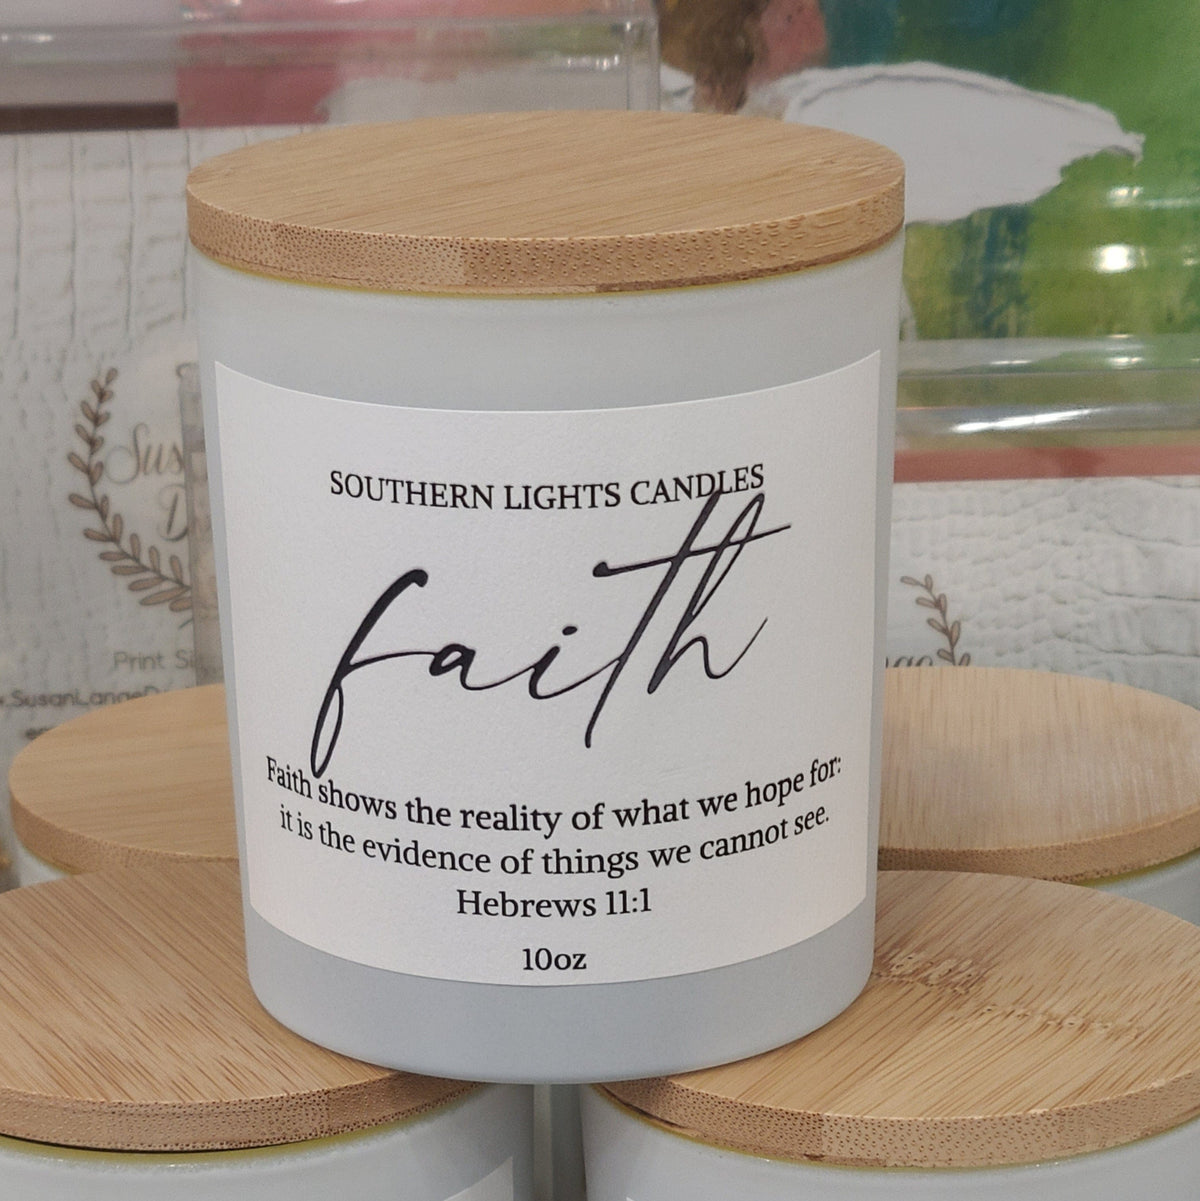 SOUTHERN LIGHTS CANDLES
faith
Faith shows the reality of what we hope for:
it is the evidence of things we cannot see.
Hebrews 11:1
10oz
Print